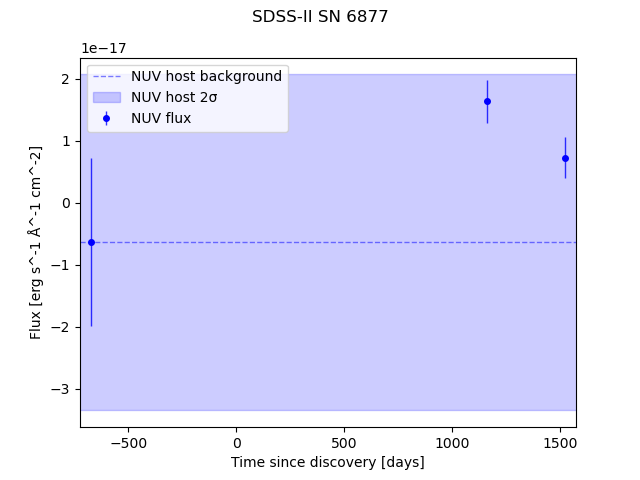 SDSS-II SN 6877
1e−17
NUV host background
NUV host 2σ
NUV flux
2
1
0
−1
−2
−3
Flux [erg s^-1 Å^-1 cm^-2]
−500
0
500
1000
1500
Time since discovery [days]